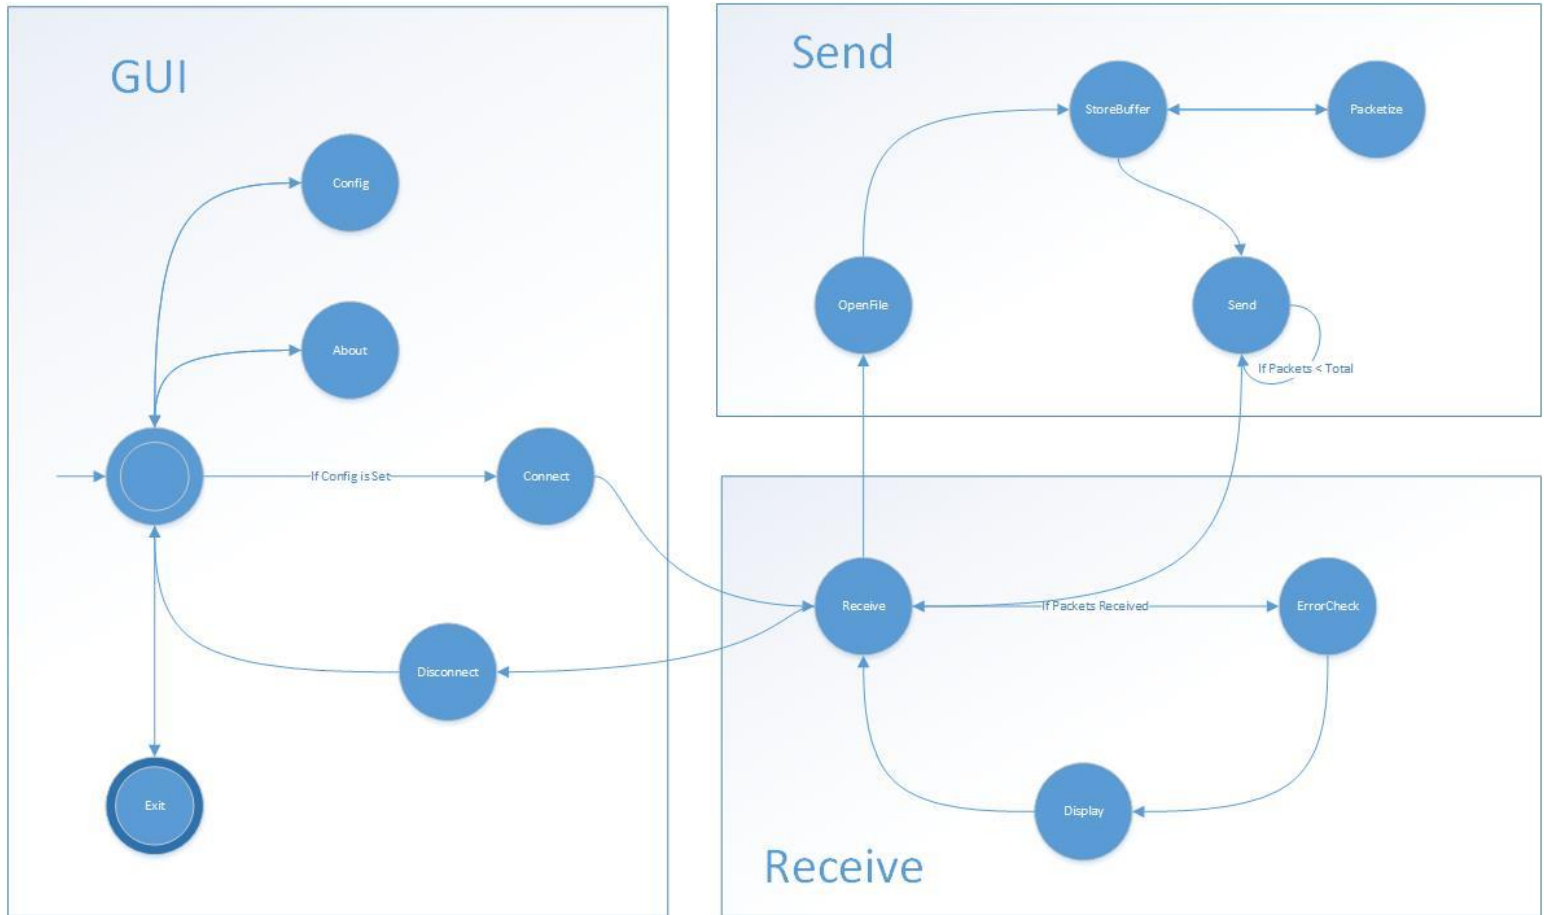 GUI
Config
About
If Config is Set
Connect
Disconnect
Exit
Send
StoreBuffer
Packetize
OpenFile
Send
If Packets < Total
Receive
If Packets Received
ErrorCheck
Display
Receive